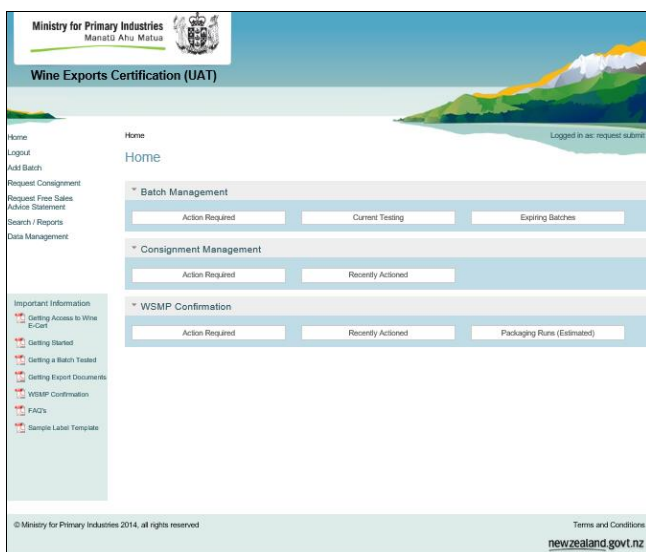 Ministry for Primary Industries
Manatū Ahu Matua
Wine Exports Certification (UAT)
Home
Logout
Add Batch
Request Consignment
Request Free Sales
Advice Statement
Search / Reports
Data Management
Important Information
Getting Access to Wine
E-Cert
Getting Started
Getting a Batch Tested
Getting Export Documents
WSMP Confirmation
FAQ's
Sample Label Template
Home
Logged in as: request submit
Home
Batch Management
Action Required
Current Testing
Expiring Batches
Consignment Management
Action Required
Recently Actioned
WSMP Confirmation
Action Required
Recently Actioned
Packaging Runs (Estimated)
© Ministry for Primary Industries 2014, all rights reserved
Terms and Conditions
newzealand.govt.nz